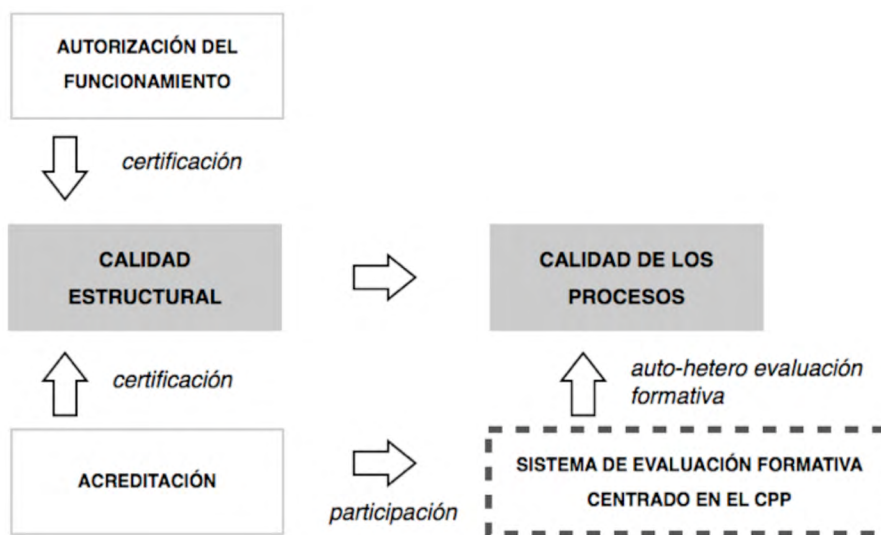 AUTORIZACIÓN DEL
FUNCIONAMIENTO
certificación
CALIDAD
ESTRUCTURAL
CALIDAD DE LOS
PROCESOS
certificación
auto-hetero evaluación
formativa
ACREDITACIÓN
participación
SISTEMA DE EVALUACIÓN FORMATIVA
CENTRADO EN EL CPP